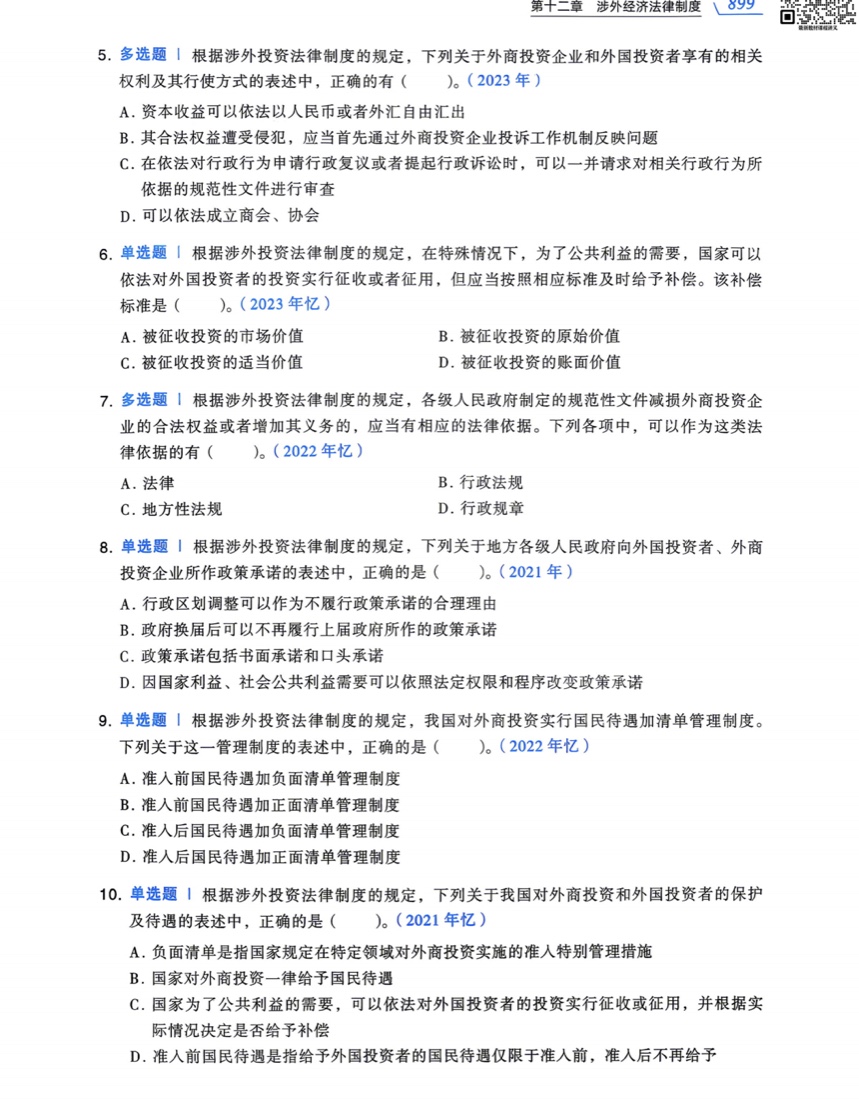 第十二章 涉外经济法律制度 899
5. 多选题 | 根据涉外投资法律制度的规定，下列关于外商投资企业和外国投资者享有的相关
权利及其行使方式的表述中，正确的有（ ）。（2023 年）
A. 资本收益可以依法以人民币或者外汇自由汇出
B. 其合法权益遭受侵犯，应当首先通过外商投资企业投诉工作机制反映问题
C. 在依法对行政行为申请行政复议或者提起行政诉讼时，可以一并请求对相关行政行为所
依据的规范性文件进行审查
D. 可以依法成立商会、协会
6. 单选题 | 根据涉外投资法律制度的规定，在特殊情况下，为了公共利益的需要，国家可以
依法对外国投资者的投资实行征收或者征用，但应当按照相应标准及时给予补偿。该补偿
标准是（ ）。（2023 年忆）
A. 被征收投资的市场价值 B. 被征收投资的原始价值
C. 被征收投资的适当价值 D. 被征收投资的账面价值
7. 多选题 | 根据涉外投资法律制度的规定，各级人民政府制定的规范性文件减损外商投资企
业的合法权益或者增加其义务的，应当有相应的法律依据。下列各项中，可以作为这类法
律依据的有（ ）。（2022 年忆）
A. 法律 B. 行政法规
C. 地方性法规 D. 行政规章
8. 单选题 | 根据涉外投资法律制度的规定，下列关于地方各级人民政府向外国投资者、外商
投资企业所作政策承诺的表述中，正确的是（ ）。（2021 年）
A. 行政区划调整可以作为不履行政策承诺的合理理由
B. 政府换届后可以不再履行上届政府所作的政策承诺
C. 政策承诺包括书面承诺和口头承诺
D. 因国家利益、社会公共利益需要可以依照法定权限和程序改变政策承诺
9. 单选题 | 根据涉外投资法律制度的规定，我国对外商投资实行国民待遇加清单管理制度。
下列关于这一管理制度的表述中，正确的是（ ）。（2022 年忆）
A. 准入前国民待遇加负面清单管理制度
B. 准入前国民待遇加正面清单管理制度
C. 准入后国民待遇加负面清单管理制度
D. 准入后国民待遇加正面清单管理制度
10. 单选题 | 根据涉外投资法律制度的规定，下列关于我国对外商投资和外国投资者的保护
及待遇的表述中，正确的是（ ）。（2021 年忆）
A. 负面清单是指国家规定在特定领域对外商投资实施的准入特别管理措施
B. 国家对外商投资一律给予国民待遇
C. 国家为了公共利益的需要，可以依法对外国投资者的投资实行征收或征用，并根据实
际情况决定是否给予补偿
D. 准入前国民待遇是指给予外国投资者的国民待遇仅限于准入前，准入后不再给予